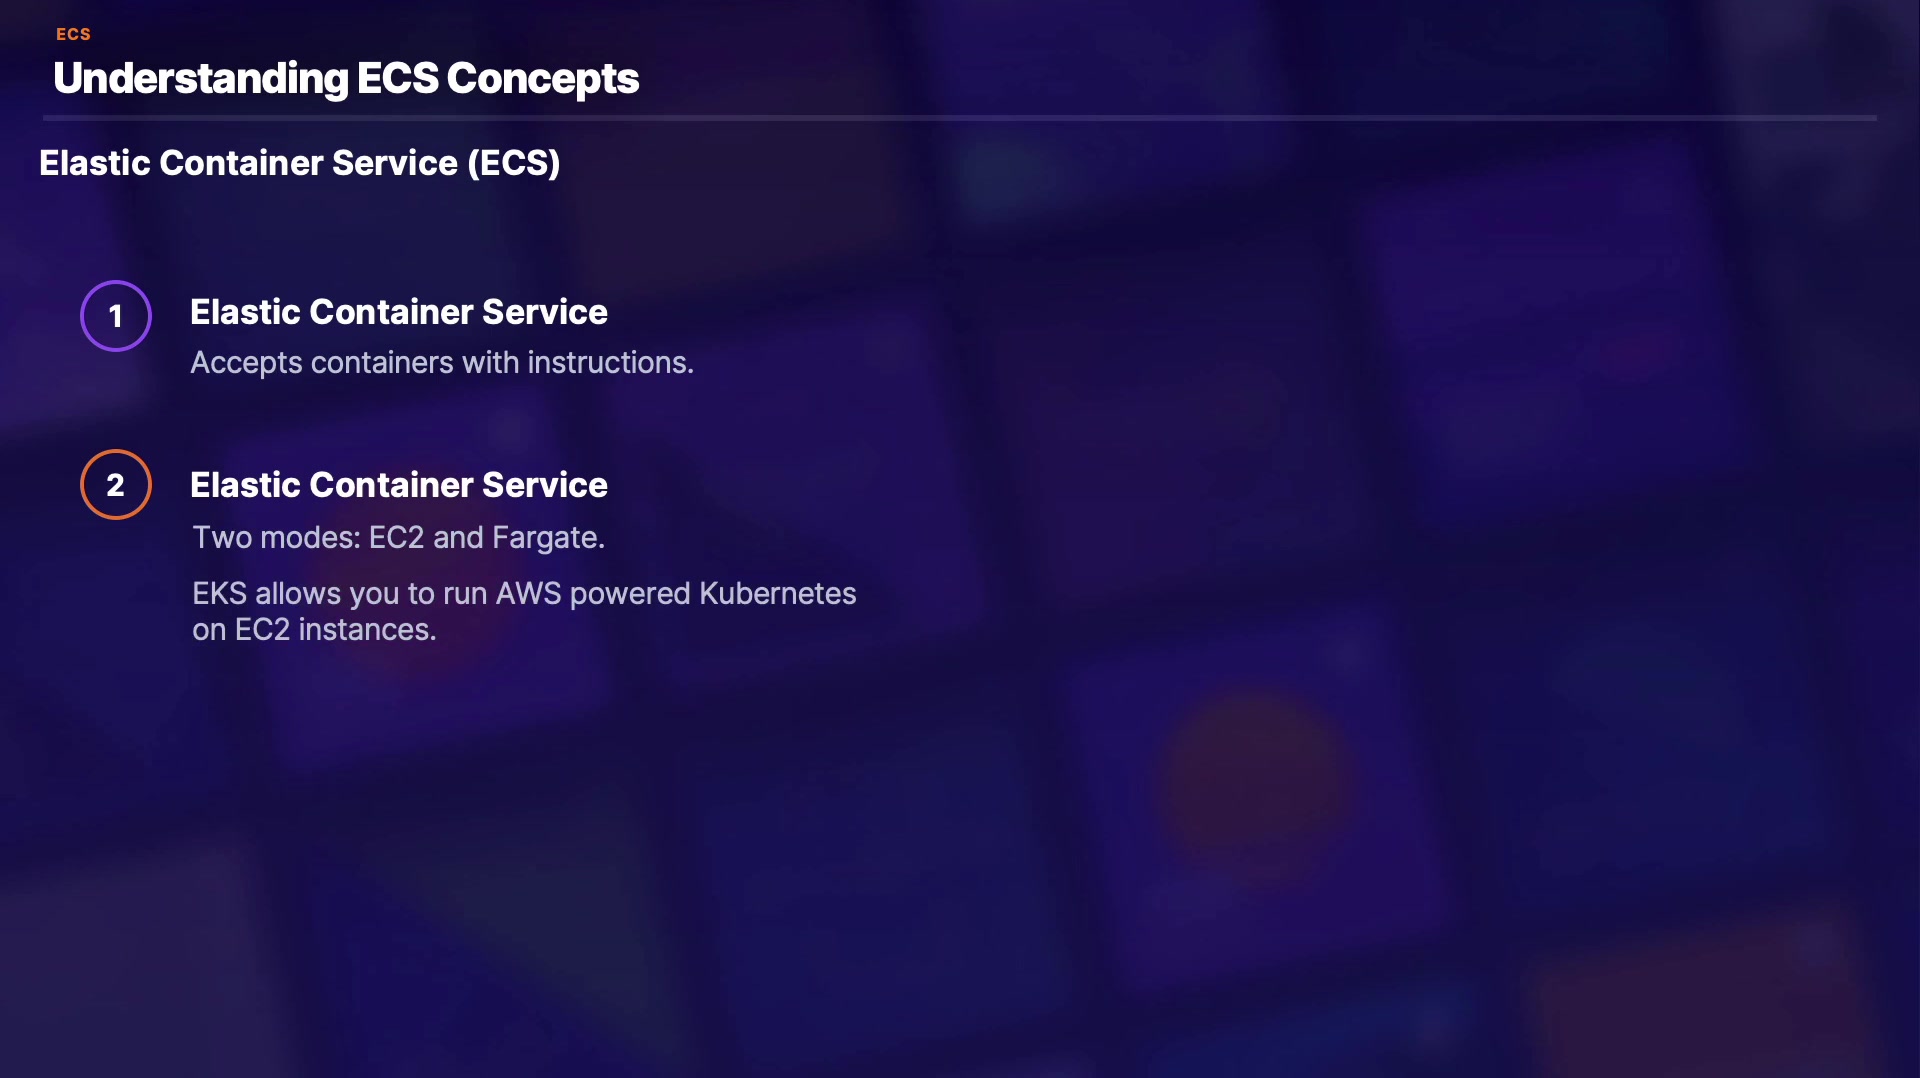 ECS
Understanding ECS Concepts
Elastic Container Service (ECS)
1
Elastic Container Service
Accepts containers with instructions.
2
Elastic Container Service
Two modes: EC2 and Fargate.
EKS allows you to run AWS powered Kubernetes
on EC2 instances.